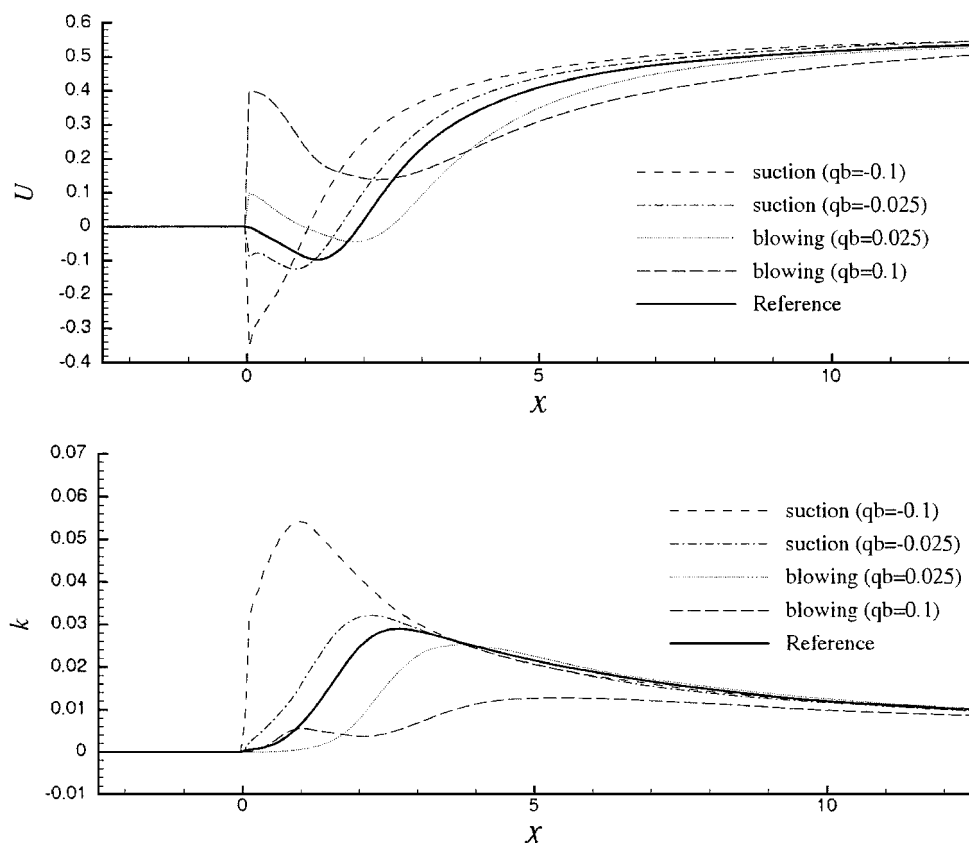 0.6
0.5
0.4
0.3
0.2
0.1
0
-0.1
-0.2
-0.3
-0.4
U
suction (qb=-0.1)
suction (qb=-0.025)
blowing (qb=0.025)
blowing (qb=0.1)
Reference
0 5 10
X
0.07
0.06
0.05
0.04
0.03
0.02
0.01
0
-0.01
k
suction (qb=-0.1)
suction (qb=-0.025)
blowing (qb=0.025)
blowing (qb=0.1)
Reference
0 5 10
X